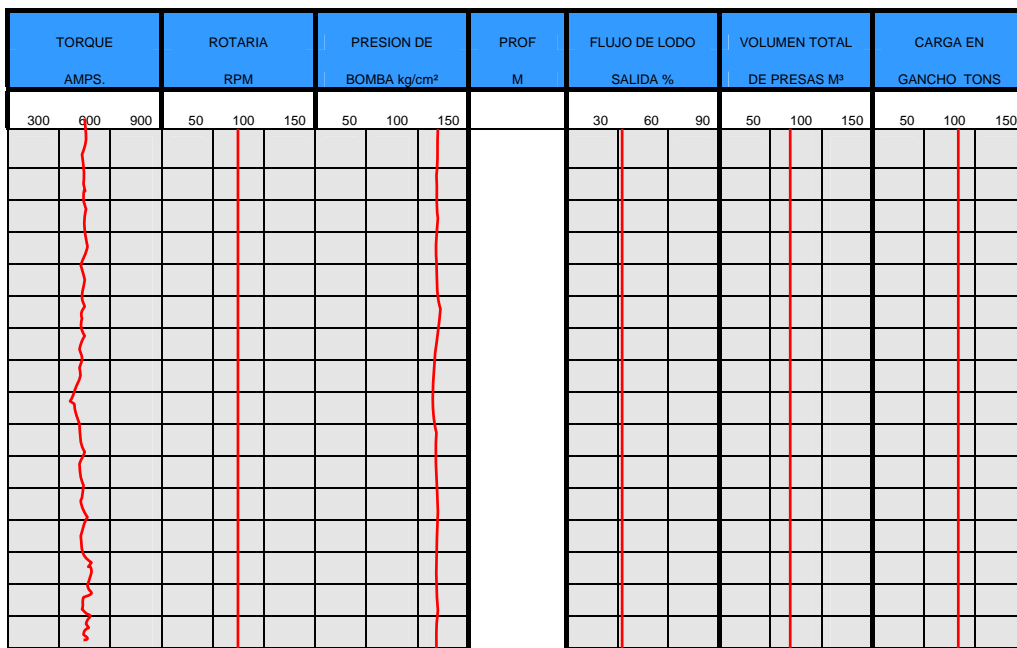 TORQUE ROTARIA PRESION DE PROF FLUJO DE LODO VOLUMEN TOTAL CARGA EN
AMPS. RPM BOMBA kg/cm² M SALIDA % DE PRESAS M³ GANCHO TONS
300 600 900 50 100 150 50 100 150 30 60 90 50 100 150 50 100 150